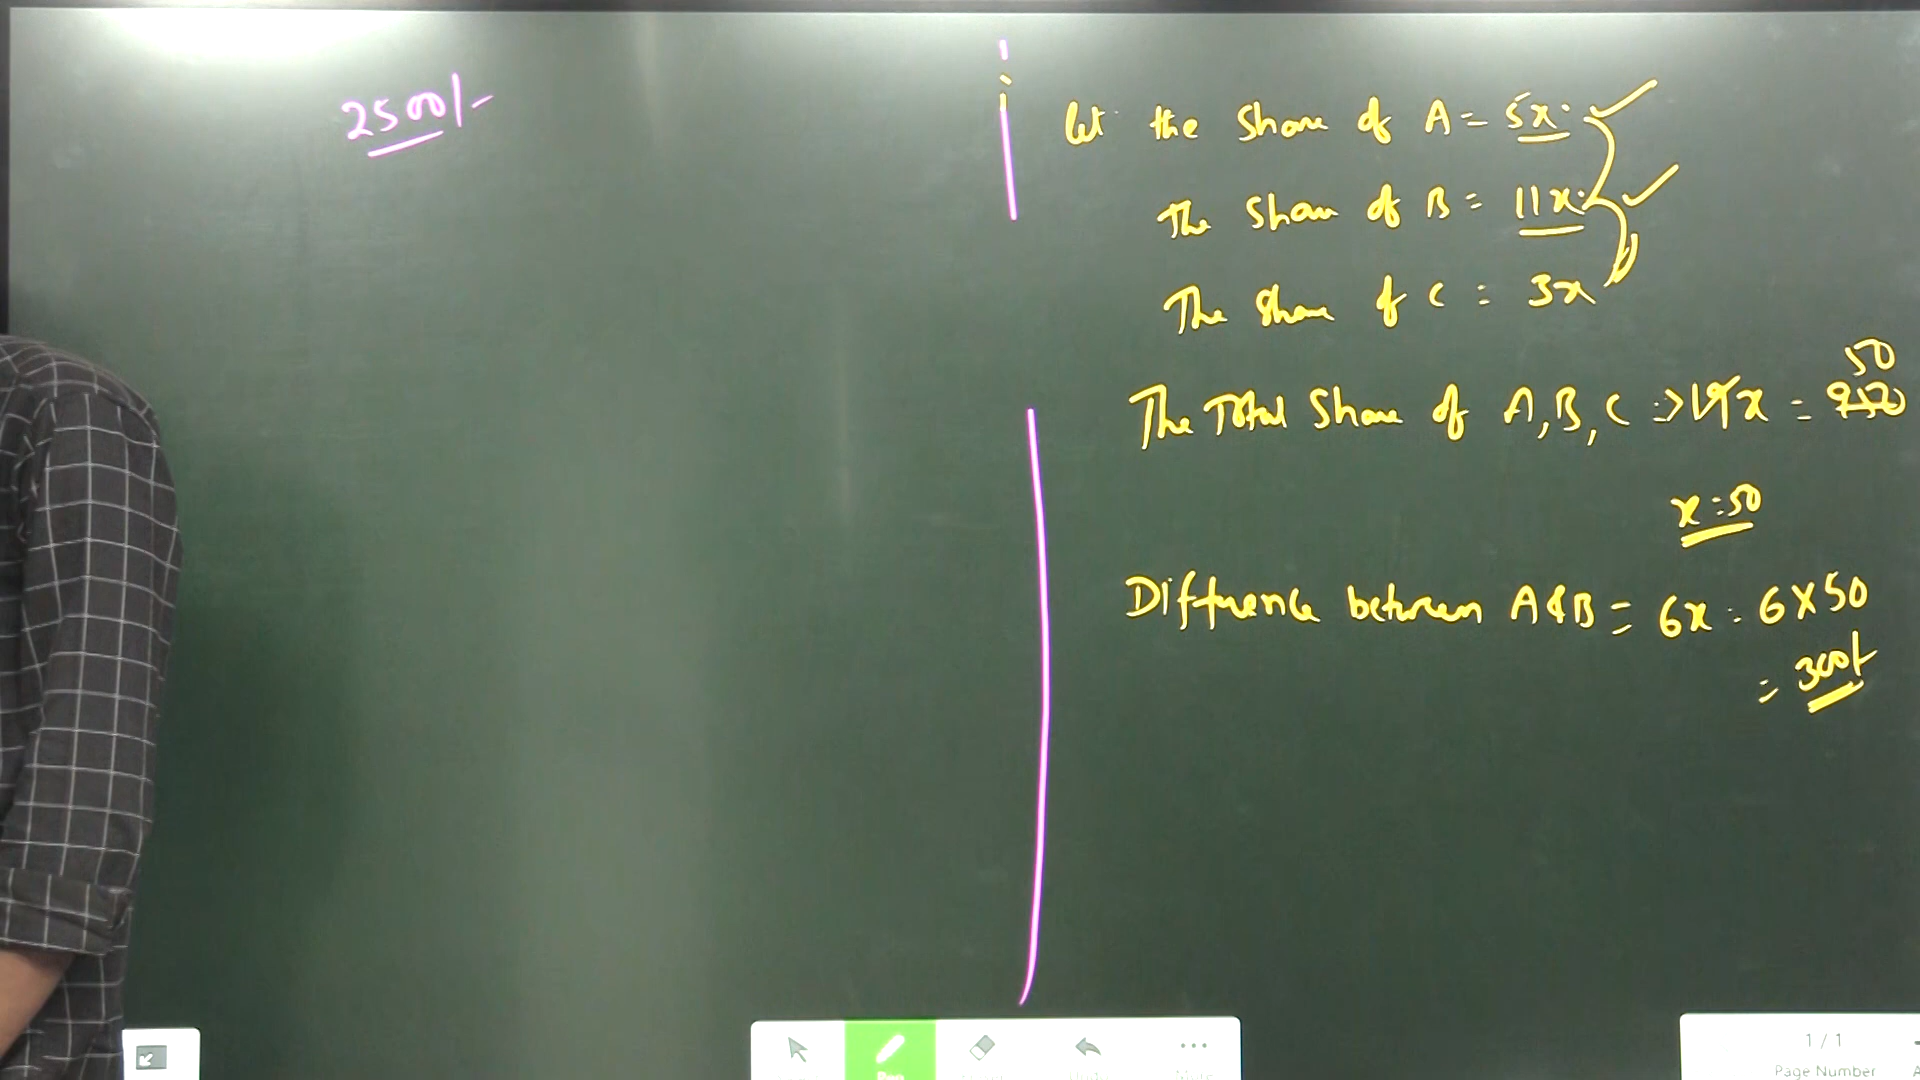 2500/-
Let the Share of A = 5x
The Share of B = 11x
The Share of C = 3x
50
The Total Share of A, B, C => 19x = 950
x = 50
Difference between A & B = 6x = 6 X 50
= 300/-
1 / 1
Page Number